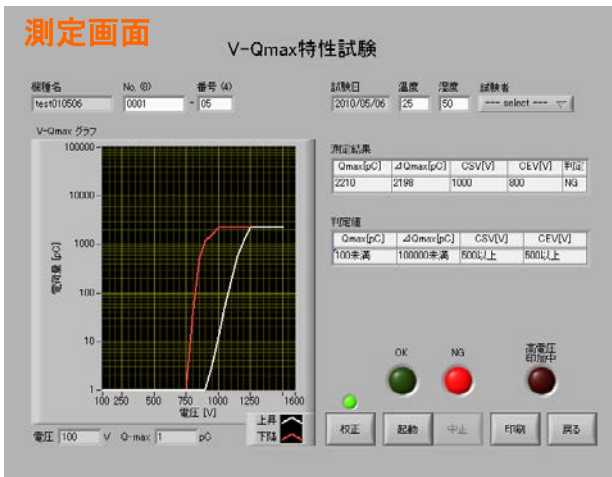 測定画面
V-Qmax特性試験
機種名 No. (8) 番号 (4) 試験日 温度 湿度 試験者
test010506 0001 - 05 2010/05/06 25 50 --- select ---
V-Qmax グラフ
測定結果
Qmax[pC] ⊿Qmax[pC] CSV[V] CEV[V] 判定
2210 2198 1000 800 NG
判定値
Qmax[pC] ⊿Qmax[pC] CSV[V] CEV[V]
100未満 100000未満 500以上 500以上
電荷量 [pC]
100000
10000
1000
100
10
1
100 250 500 750 1000 1250 1600
電圧 [V]
上昇
下降
OK NG 高電圧
印加中
電圧 100 V Q-max 1 pC
校正 起動 中止 印刷 戻る